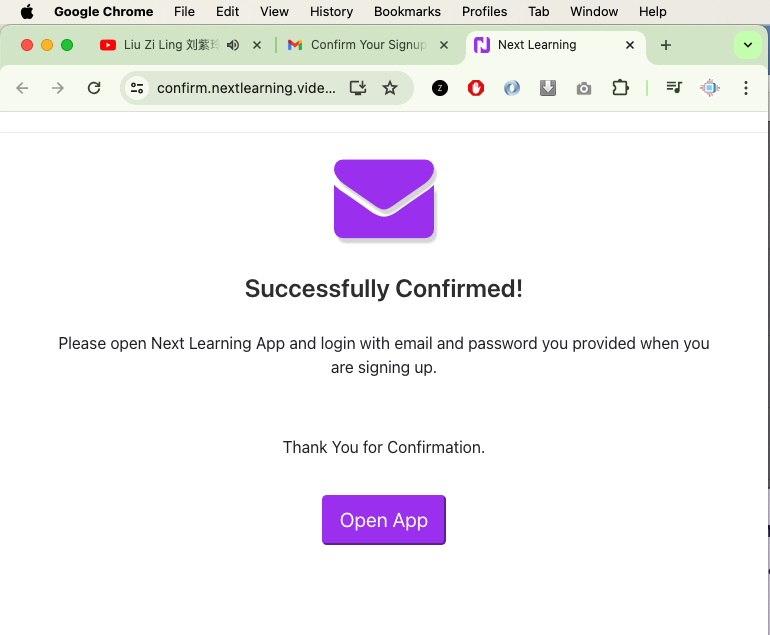 Google Chrome File Edit View History Bookmarks Profiles Tab Window Help
Liu Zi Ling 刘紫玲 Confirm Your Signup Next Learning
confirm.nextlearning.vide...
Z
Successfully Confirmed!
Please open Next Learning App and login with email and password you provided when you
are signing up.
Thank You for Confirmation.
Open App